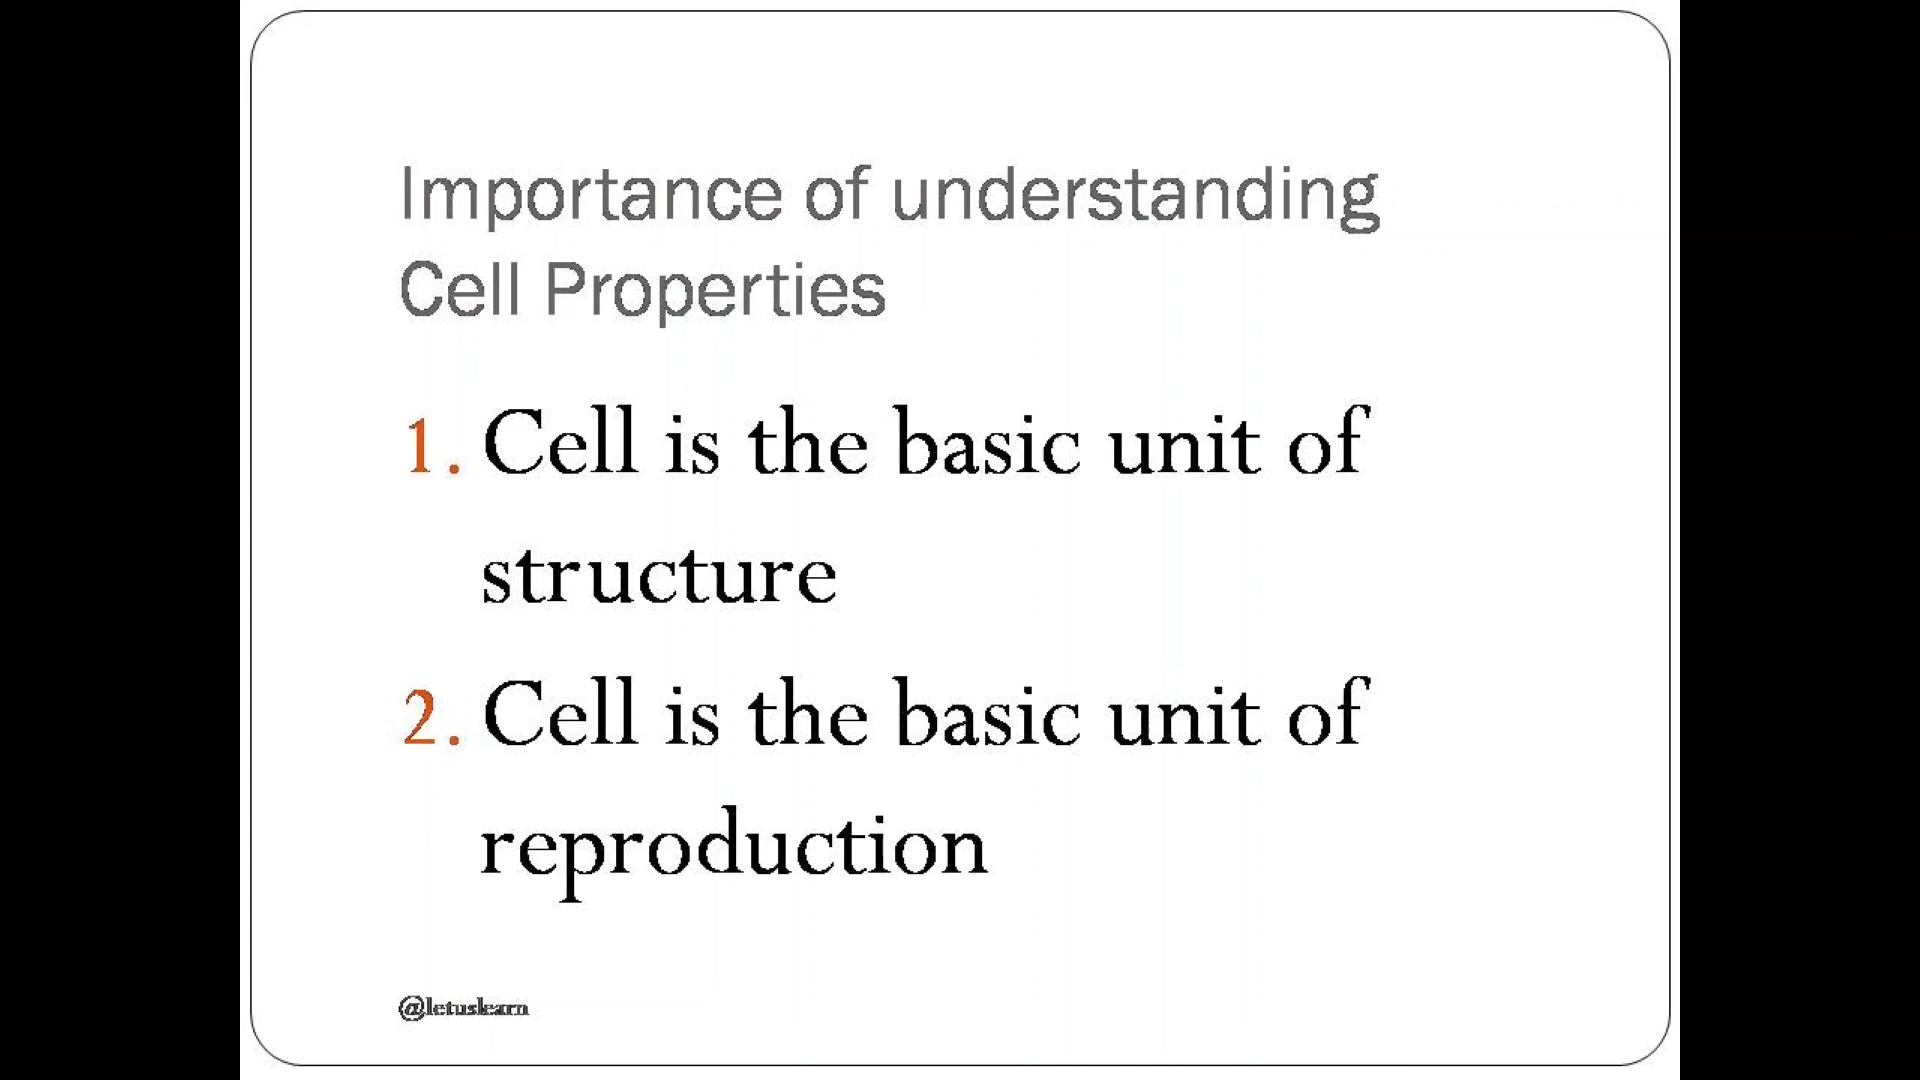 Importance of understanding
Cell Properties
1. Cell is the basic unit of
structure
2. Cell is the basic unit of
reproduction
@letuslearn